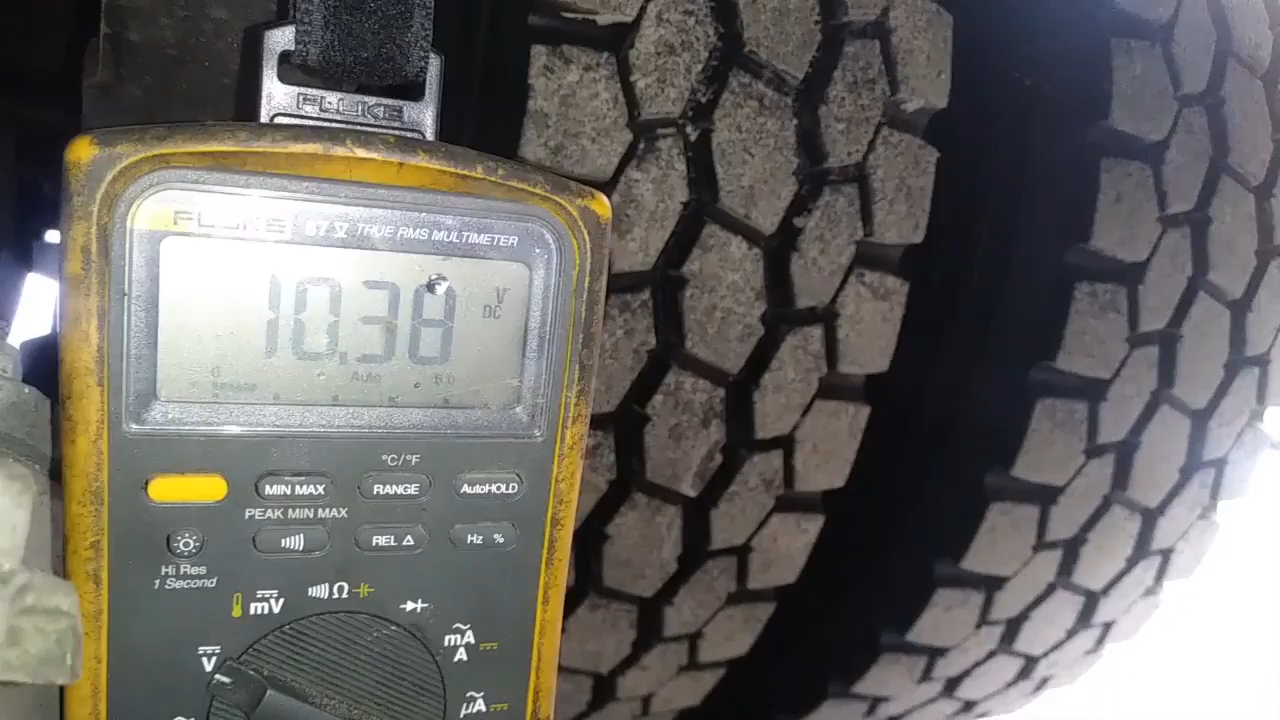 FLUKE
FLUKE 87 V TRUE RMS MULTIMETER
10.38 V DC
Auto
°C/°F
MIN MAX RANGE AutoHOLD
PEAK MIN MAX
REL Δ Hz %
Hi Res
1 Second
mV Ω
V mA
A
µA